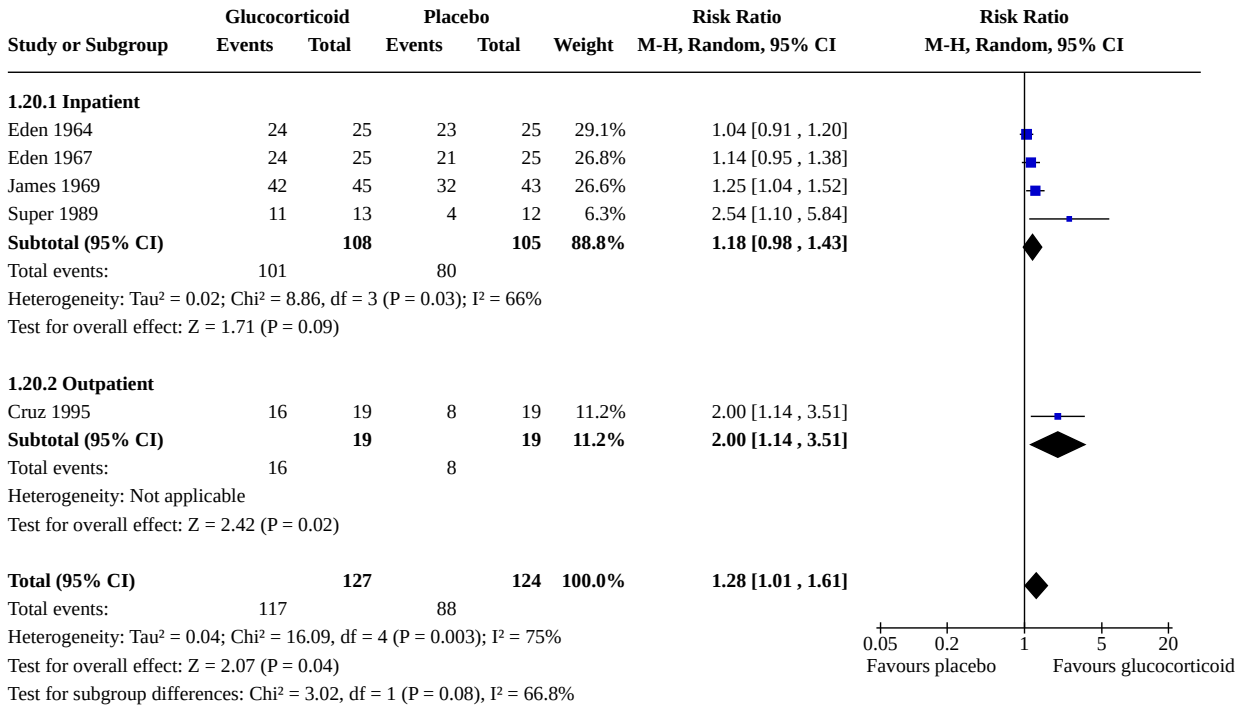 Glucocorticoid Placebo Risk Ratio Risk Ratio
Study or Subgroup Events Total Events Total Weight M-H, Random, 95% CI M-H, Random, 95% CI
1.20.1 Inpatient
Eden 1964 24 25 23 25 29.1% 1.04 [0.91 , 1.20]
Eden 1967 24 25 21 25 26.8% 1.14 [0.95 , 1.38]
James 1969 42 45 32 43 26.6% 1.25 [1.04 , 1.52]
Super 1989 11 13 4 12 6.3% 2.54 [1.10 , 5.84]
Subtotal (95% CI) 108 105 88.8% 1.18 [0.98 , 1.43]
Total events: 101 80
Heterogeneity: Tau² = 0.02; Chi² = 8.86, df = 3 (P = 0.03); I² = 66%
Test for overall effect: Z = 1.71 (P = 0.09)
1.20.2 Outpatient
Cruz 1995 16 19 8 19 11.2% 2.00 [1.14 , 3.51]
Subtotal (95% CI) 19 19 11.2% 2.00 [1.14 , 3.51]
Total events: 16 8
Heterogeneity: Not applicable
Test for overall effect: Z = 2.42 (P = 0.02)
Total (95% CI) 127 124 100.0% 1.28 [1.01 , 1.61]
Total events: 117 88
Heterogeneity: Tau² = 0.04; Chi² = 16.09, df = 4 (P = 0.003); I² = 75%
Test for overall effect: Z = 2.07 (P = 0.04)
Test for subgroup differences: Chi² = 3.02, df = 1 (P = 0.08), I² = 66.8%
0.05 0.2 1 5 20
Favours placebo Favours glucocorticoid